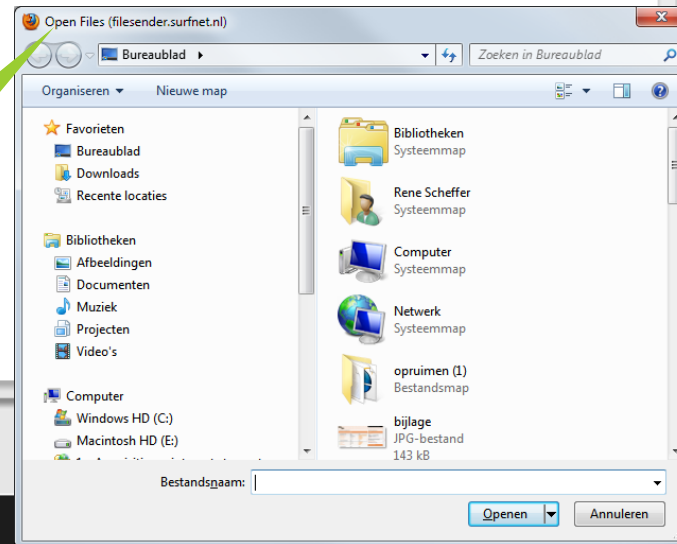 Open Files (filesender.surfnet.nl)
Bureaublad
Zoeken in Bureaublad
Organiseren
Nieuwe map
Favorieten
Bureaublad
Downloads
Recente locaties
Bibliotheken
Afbeeldingen
Documenten
Muziek
Projecten
Video's
Computer
Windows HD (C:)
Macintosh HD (E:)
Bibliotheken
Systeemmap
Rene Scheffer
Systeemmap
Computer
Systeemmap
Netwerk
Systeemmap
opruimen (1)
Bestandsmap
bijlage
JPG-bestand
143 kB
Bestandsnaam:
Openen
Annuleren